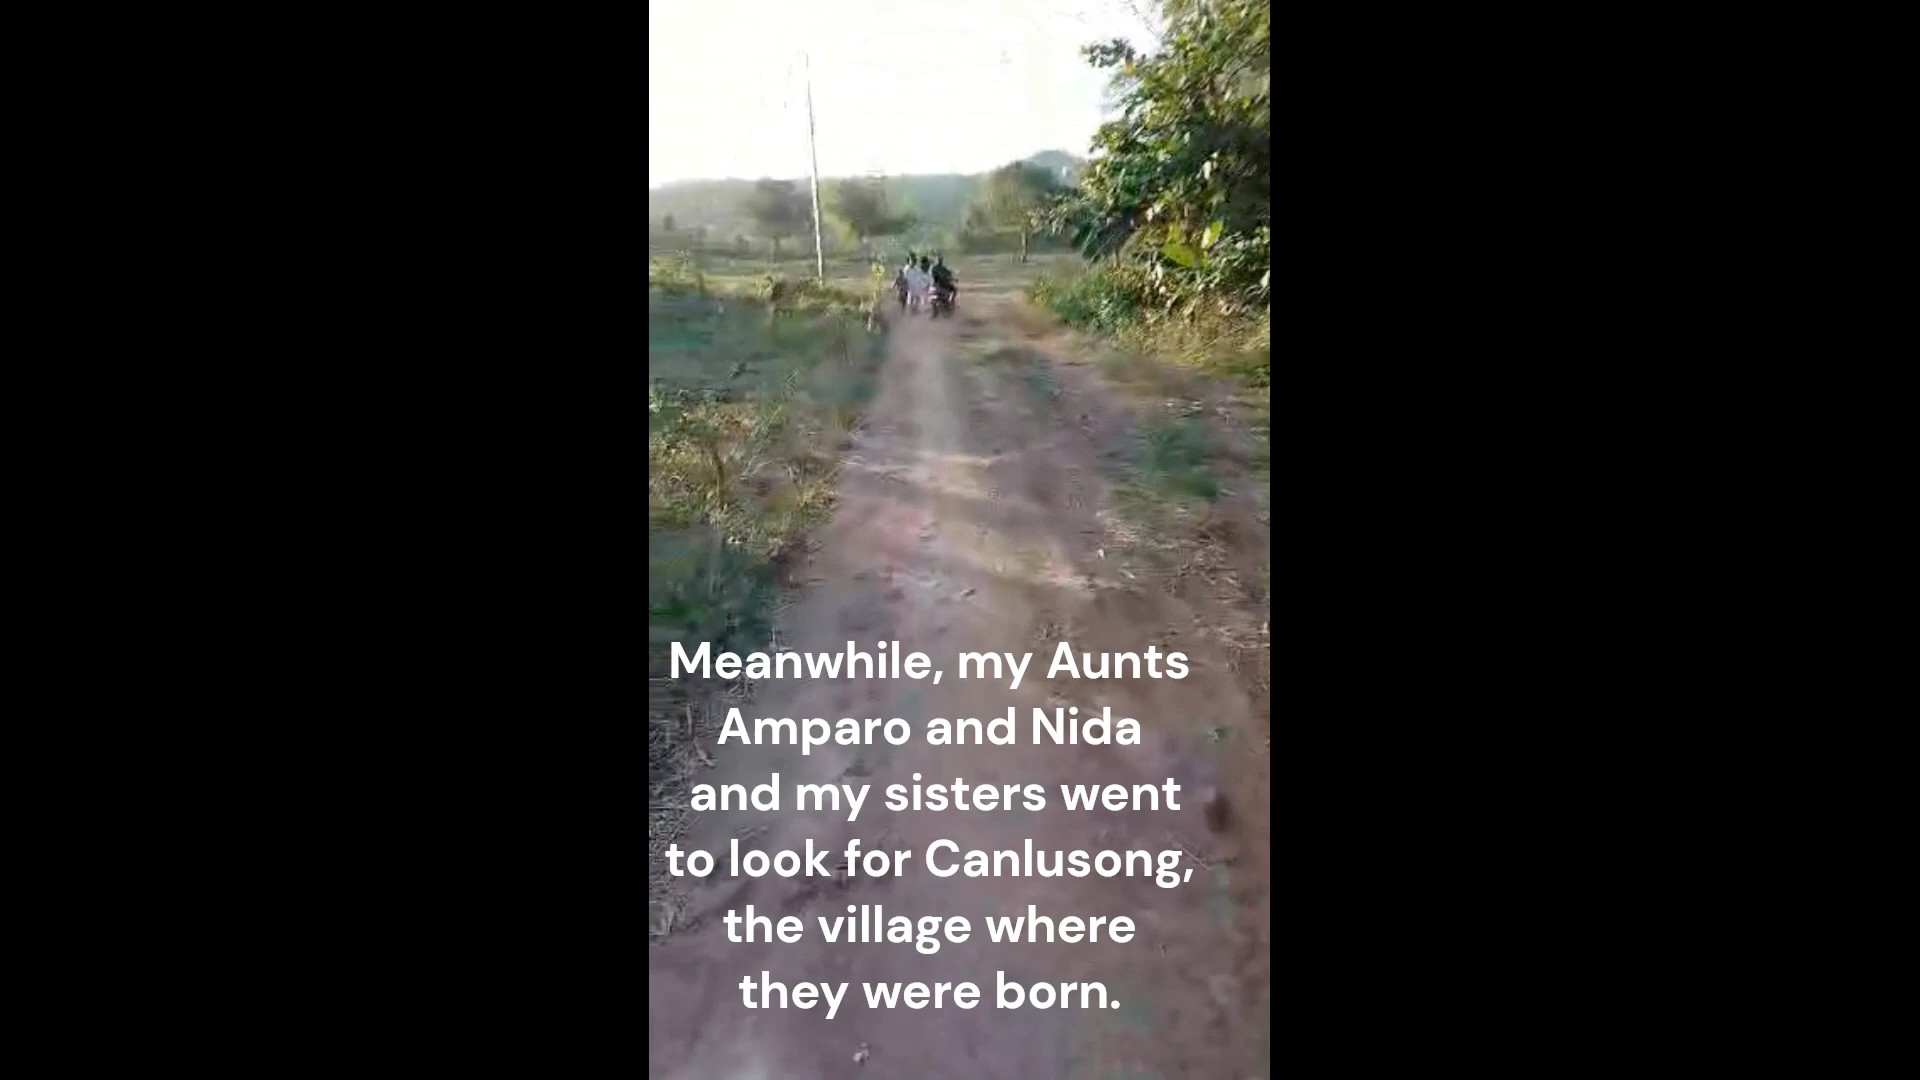 Meanwhile, my Aunts
Amparo and Nida
and my sisters went
to look for Canlusong,
the village where
they were born.